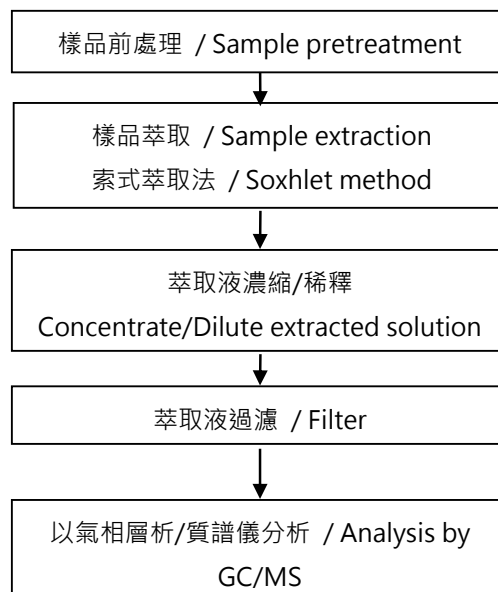 樣品前處理 / Sample pretreatment
樣品萃取 / Sample extraction
索式萃取法 / Soxhlet method
萃取液濃縮/稀釋
Concentrate/Dilute extracted solution
萃取液過濾 / Filter
以氣相層析/質譜儀分析 / Analysis by
GC/MS